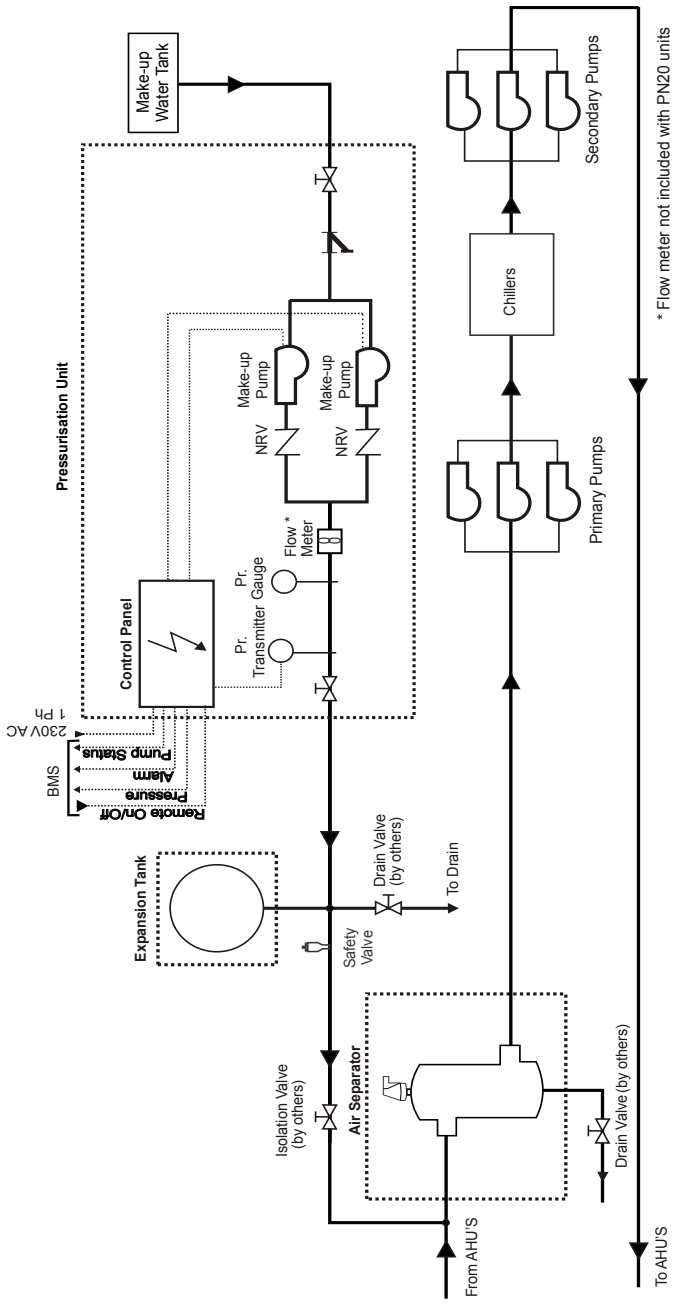 Make-up
Water Tank
Pressurisation Unit
Control Panel
230V AC
1 Ph
BMS
Pump Status
Alarm
Pressure
Remote On/Off
Pr.
Transmitter
Pr.
Gauge
Flow *
Meter
NRV
NRV
Make-up
Pump
Make-up
Pump
Expansion Tank
Safety
Valve
Drain Valve
(by others)
To Drain
Isolation Valve
(by others)
Air Separator
Drain Valve (by others)
From AHU'S
To AHU'S
Primary Pumps
Chillers
Secondary Pumps
* Flow meter not included with PN20 units